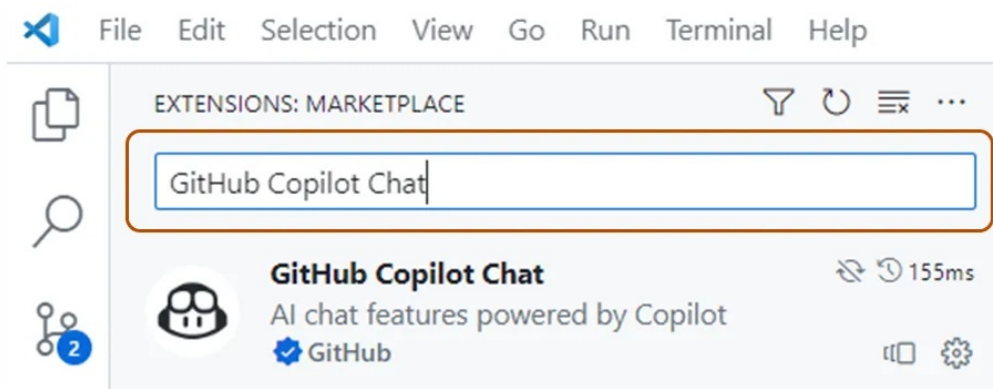 File Edit Selection View Go Run Terminal Help
EXTENSIONS: MARKETPLACE
GitHub Copilot Chat
GitHub Copilot Chat 155ms
AI chat features powered by Copilot
GitHub
2